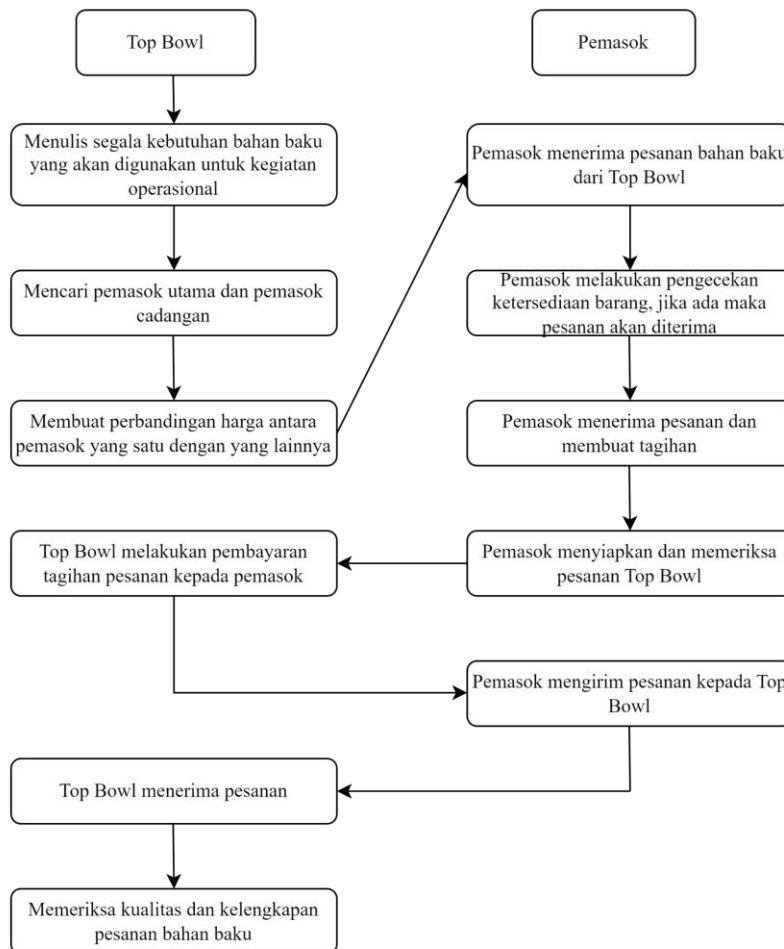 Top Bowl
Pemasok
Menulis segala kebutuhan bahan baku
yang akan digunakan untuk kegiatan
operasional
Pemasok menerima pesanan bahan baku
dari Top Bowl
Mencari pemasok utama dan pemasok
cadangan
Pemasok melakukan pengecekan
ketersediaan barang, jika ada maka
pesanan akan diterima
Membuat perbandingan harga antara
pemasok yang satu dengan yang lainnya
Pemasok menerima pesanan dan
membuat tagihan
Top Bowl melakukan pembayaran
tagihan pesanan kepada pemasok
Pemasok menyiapkan dan memeriksa
pesanan Top Bowl
Pemasok mengirim pesanan kepada Top
Bowl
Top Bowl menerima pesanan
Memeriksa kualitas dan kelengkapan
pesanan bahan baku